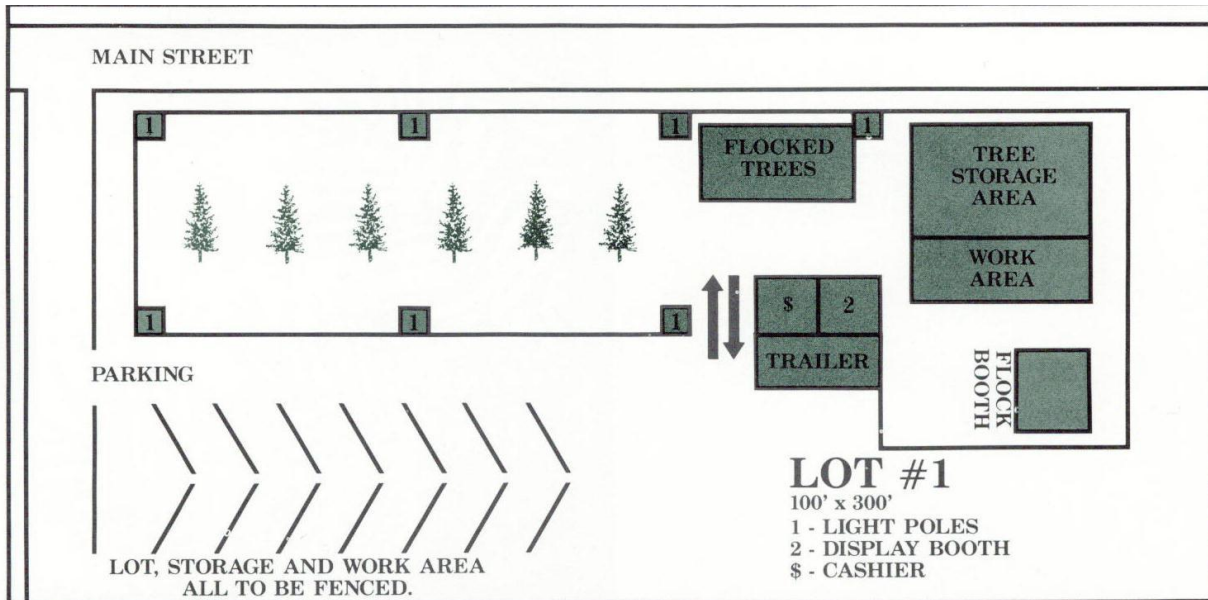 MAIN STREET
1
1
1
1
FLOCKED
TREES
TREE
STORAGE
AREA
WORK
AREA
1
1
1
$
2
TRAILER
FLOCK
BOOTH
PARKING
LOT #1
100' x 300'
1 - LIGHT POLES
2 - DISPLAY BOOTH
$ - CASHIER
LOT, STORAGE AND WORK AREA
ALL TO BE FENCED.